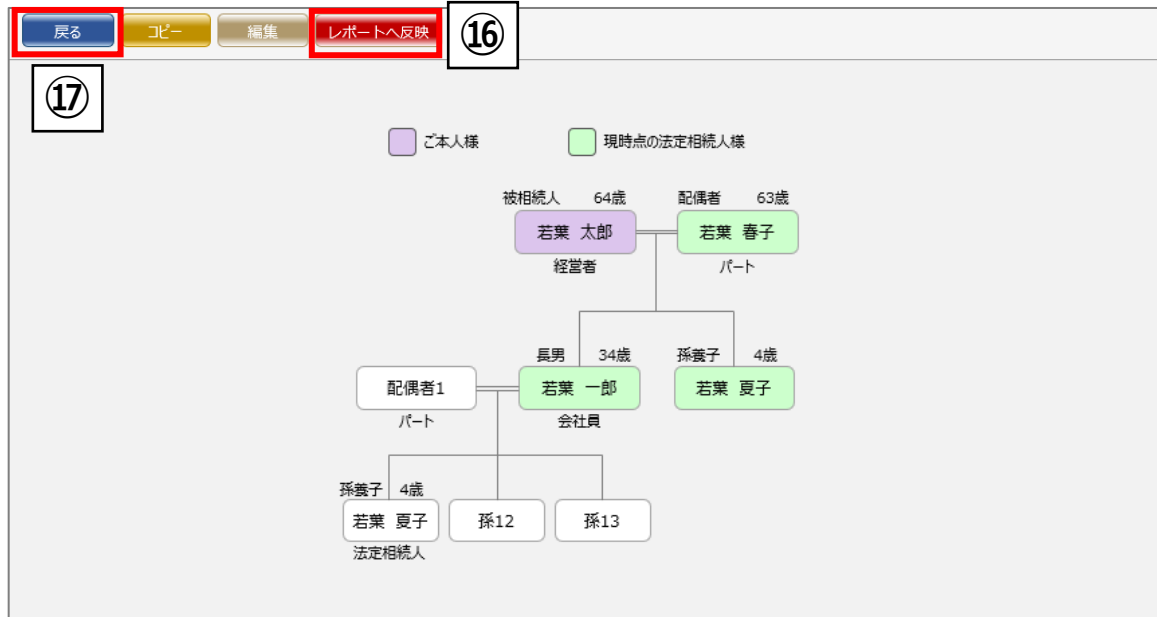 戻る コピー 編集 レポートへ反映 ⑯
⑰
ご本人様 現時点の法定相続人様
被相続人 64歳 配偶者 63歳
若葉 太郎 若葉 春子
経営者 パート
長男 34歳 孫養子 4歳
配偶者1 若葉 一郎 若葉 夏子
パート 会社員
孫養子 4歳
若葉 夏子 孫12 孫13
法定相続人